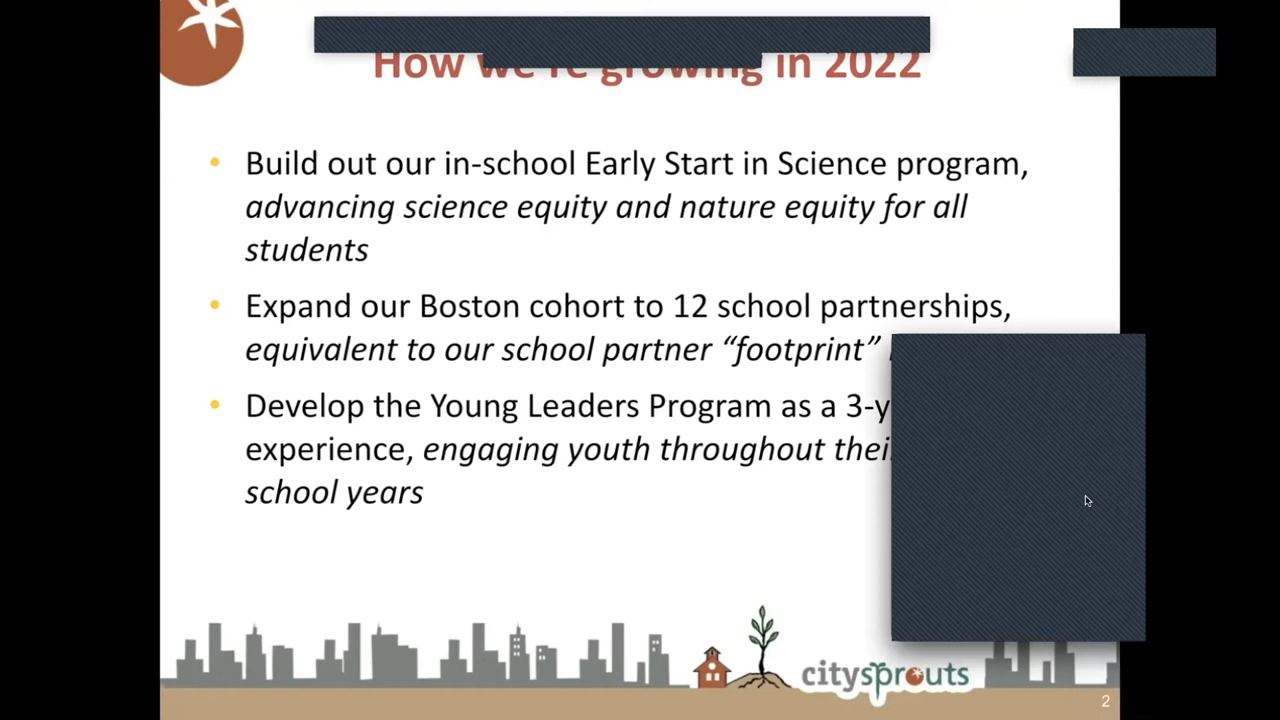 How we're growing in 2022
• Build out our in-school Early Start in Science program,
advancing science equity and nature equity for all
students
• Expand our Boston cohort to 12 school partnerships,
equivalent to our school partner “footprint”
• Develop the Young Leaders Program as a 3-y
experience, engaging youth throughout thei
school years
citysprouts
2